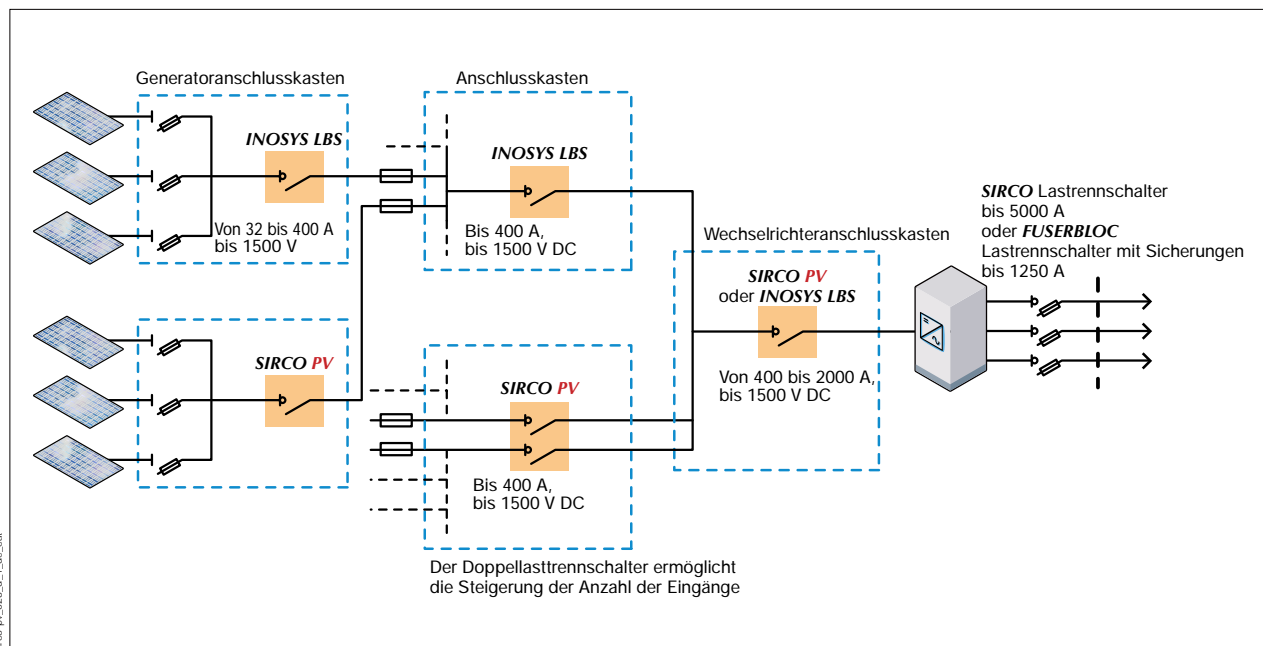 Generatoranschlusskasten
INOSYS LBS
Von 32 bis 400 A
bis 1500 V
SIRCO PV
Anschlusskasten
INOSYS LBS
Bis 400 A,
bis 1500 V DC
SIRCO PV
Bis 400 A,
bis 1500 V DC
Der Doppellasttrennschalter ermöglicht
die Steigerung der Anzahl der Eingänge
Wechselrichteranschlusskasten
SIRCO PV
oder INOSYS LBS
Von 400 bis 2000 A,
bis 1500 V DC
SIRCO Lastrennschalter
bis 5000 A
oder FUSERBLOC
Lastrennschalter mit Sicherungen
bis 1250 A